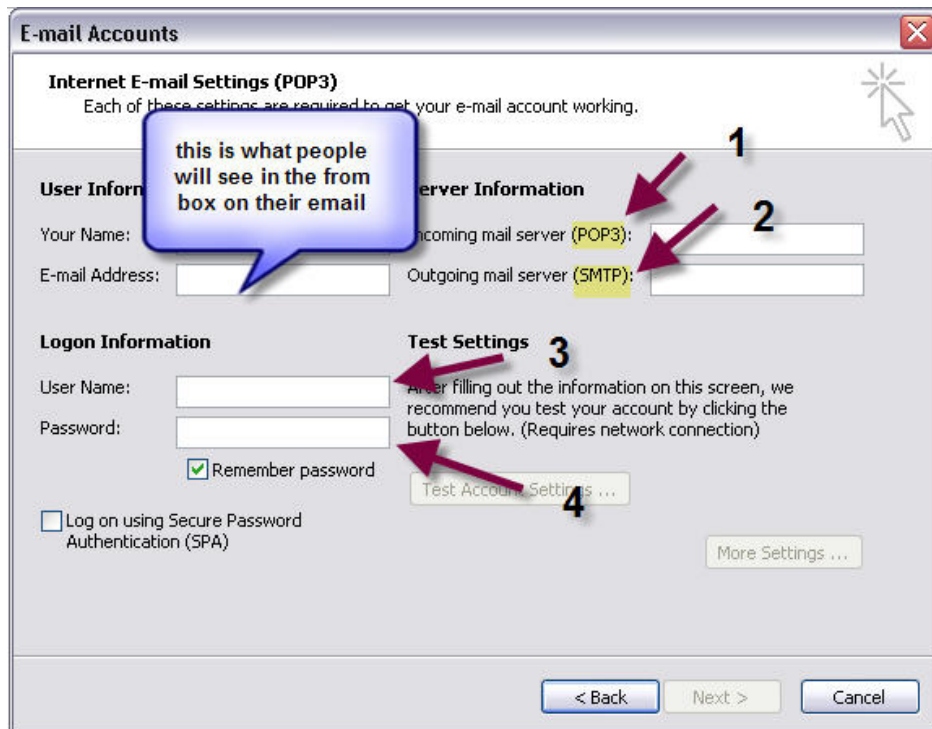 E-mail Accounts
Internet E-mail Settings (POP3)
Each of these settings are required to get your e-mail account working.
this is what people
will see in the from
box on their email
1
2
User Inform
erver Information
Your Name:
ncoming mail server (POP3):
E-mail Address:
Outgoing mail server (SMTP):
Logon Information
Test Settings
3
User Name:
After filling out the information on this screen, we
recommend you test your account by clicking the
button below. (Requires network connection)
Password:
Remember password
4
Test Account Settings ...
Log on using Secure Password
Authentication (SPA)
More Settings ...
< Back
Next >
Cancel